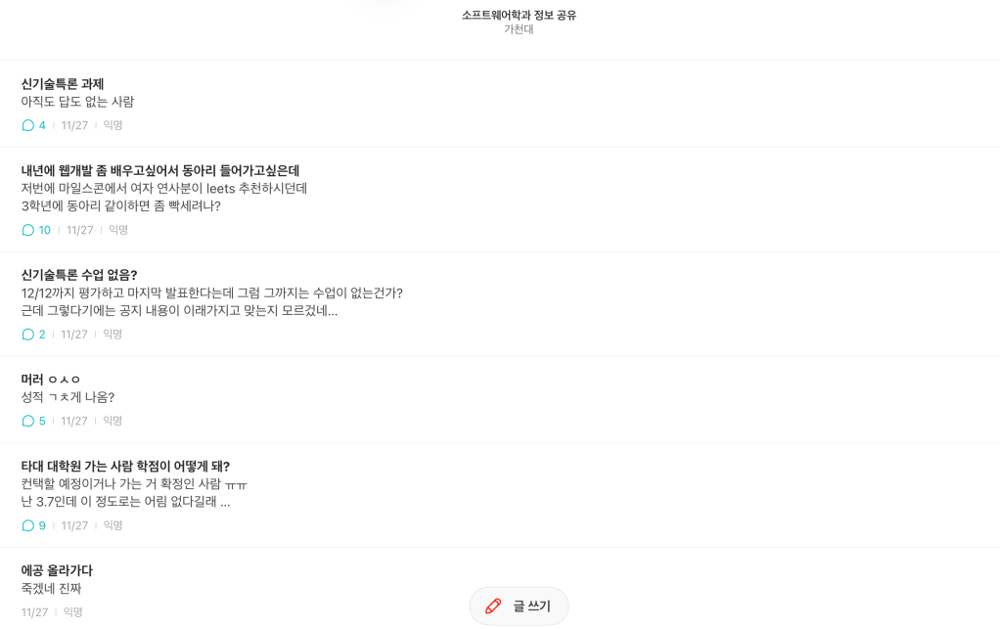 소프트웨어학과 정보 공유
가천대
신기술특론 과제
아직도 답도 없는 사람
4 11/27 익명
내년에 웹개발 좀 배우고싶어서 동아리 들어가고싶은데
저번에 마일스콘에서 여자 연사분이 leets 추천하시던데
3학년에 동아리 같이하면 좀 빡세려나?
10 11/27 익명
신기술특론 수업 없음?
12/12까지 평가하고 마지막 발표한다는데 그럼 그까지는 수업이 없는건가?
근데 그렇다기에는 공지 내용이 이래가지고 맞는지 모르겄네...
2 11/27 익명
머러 ㅇㅅㅇ
성적 ㄱㅊ게 나옴?
5 11/27 익명
타대 대학원 가는 사람 학점이 어떻게 돼?
컨택할 예정이거나 가는 거 확정인 사람 ㅠㅠ
난 3.7인데 이 정도로는 어림 없다길래 ...
9 11/27 익명
에공 올라가다
죽겠네 진짜
11/27 익명
글 쓰기